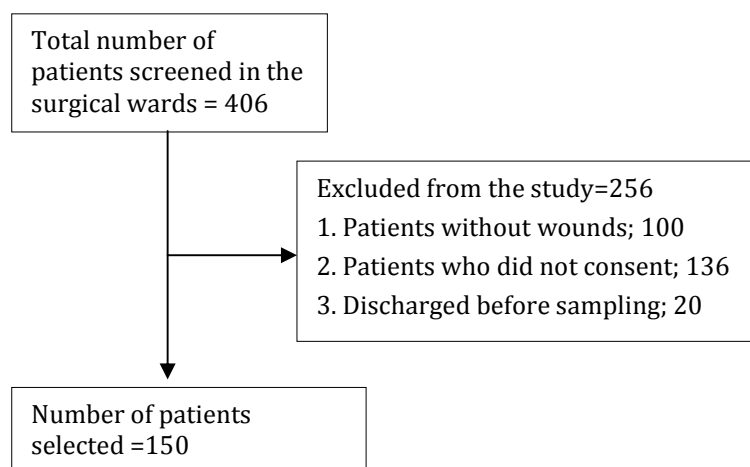 Total number of
patients screened in the
surgical wards = 406
Excluded from the study=256
1. Patients without wounds; 100
2. Patients who did not consent; 136
3. Discharged before sampling; 20
Number of patients
selected =150